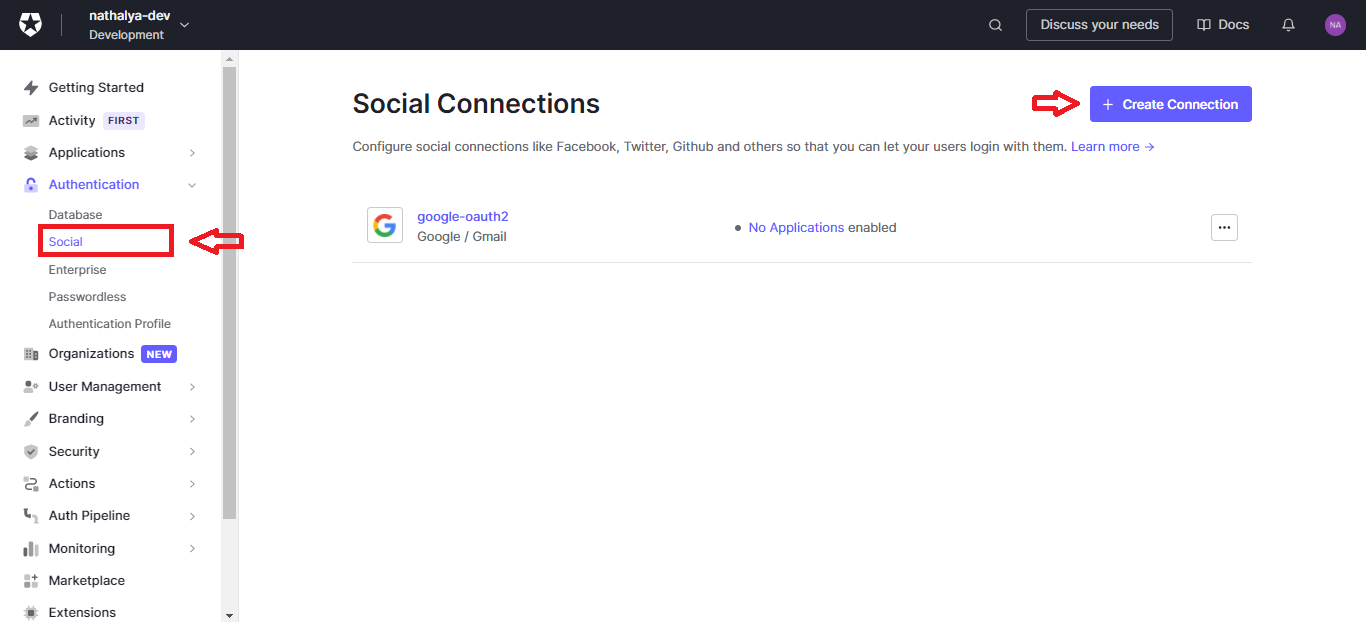 nathalya-dev
Development
Discuss your needs
Docs
NA
Getting Started
Activity FIRST
Applications
Authentication
Database
Social
Enterprise
Passwordless
Authentication Profile
Organizations NEW
User Management
Branding
Security
Actions
Auth Pipeline
Monitoring
Marketplace
Extensions
Social Connections
+ Create Connection
Configure social connections like Facebook, Twitter, Github and others so that you can let your users login with them. Learn more →
google-oauth2
Google / Gmail
• No Applications enabled